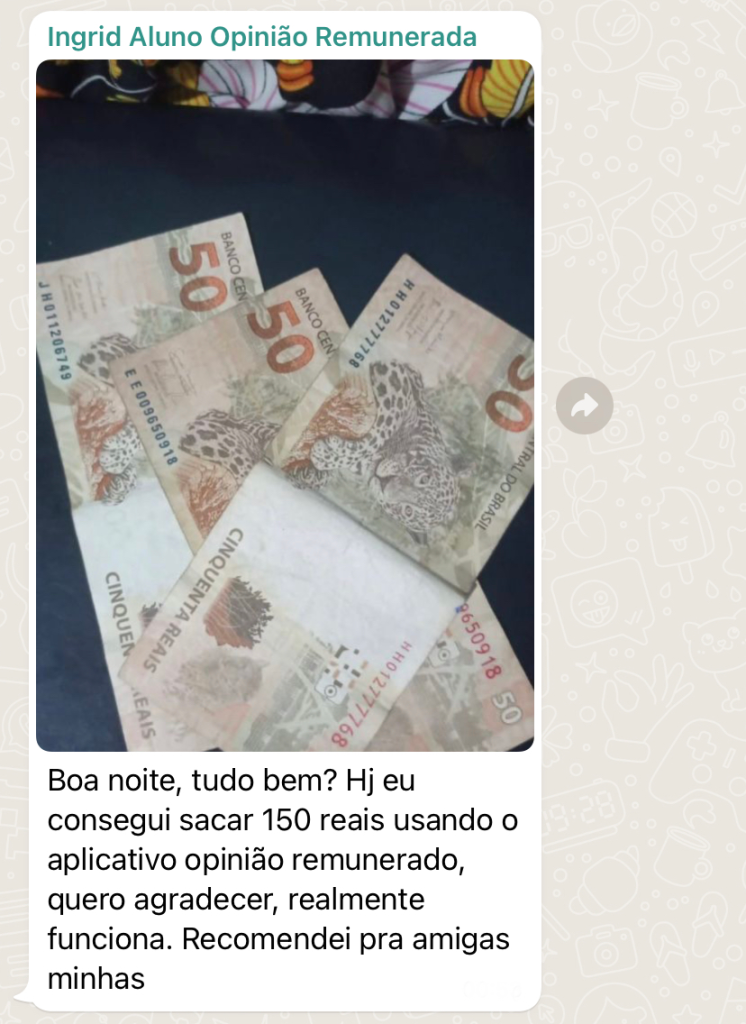 Ingrid Aluno Opinião Remunerada
50
BANCO CEN
JH011206749
50
BANCO CEN
EE009650918
HH012777768
50
TRAL DO BRASIL
CINQUEN
EAIS
CINQUENTA REAIS
HH012777768
9650918
50
Boa noite, tudo bem? Hj eu
consegui sacar 150 reais usando o
aplicativo opinião remunerado,
quero agradecer, realmente
funciona. Recomendei pra amigas
minhas